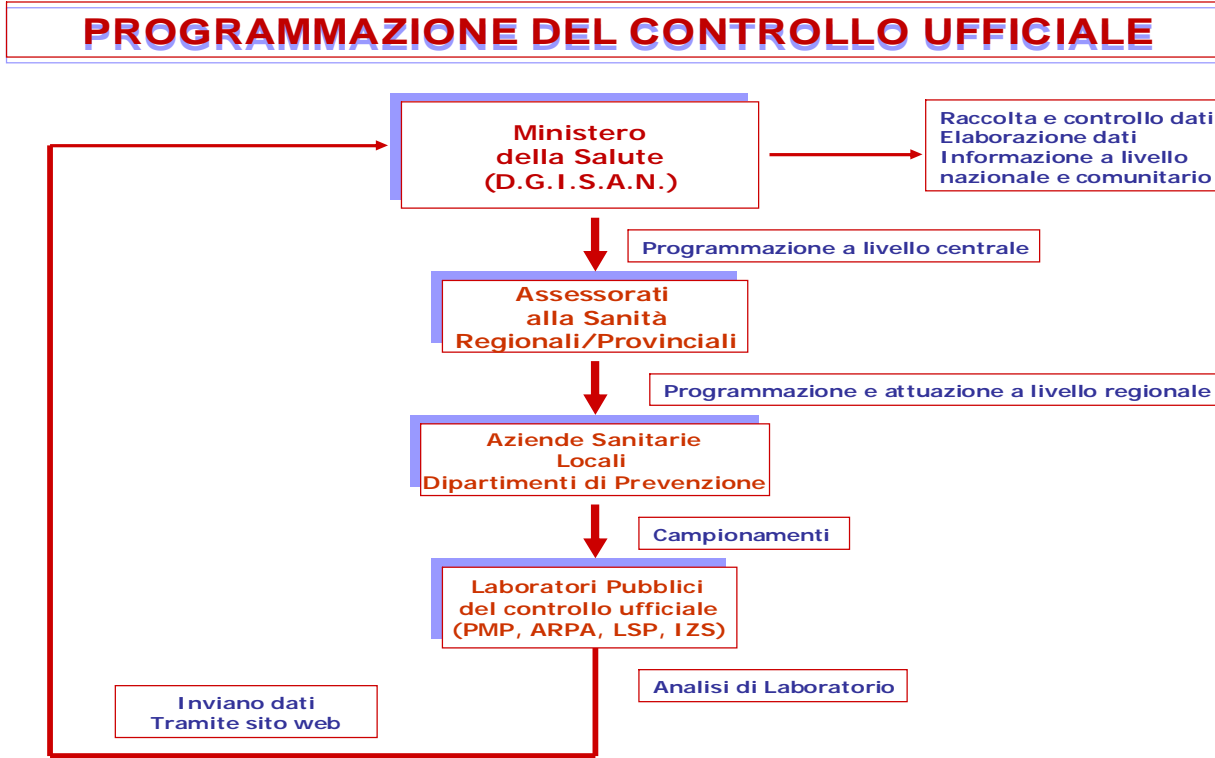 PROGRAMMAZIONE DEL CONTROLLO UFFICIALE
Ministero
della Salute
(D.G.I.S.A.N.)
Raccolta e controllo dati
Elaborazione dati
Informazione a livello
nazionale e comunitario
Programmazione a livello centrale
Assessorati
alla Sanità
Regionali/Provinciali
Programmazione e attuazione a livello regionale
Aziende Sanitarie
Locali
Dipartimenti di Prevenzione
Campionamenti
Laboratori Pubblici
del controllo ufficiale
(PMP, ARPA, LSP, IZS)
Analisi di Laboratorio
Inviano dati
Tramite sito web